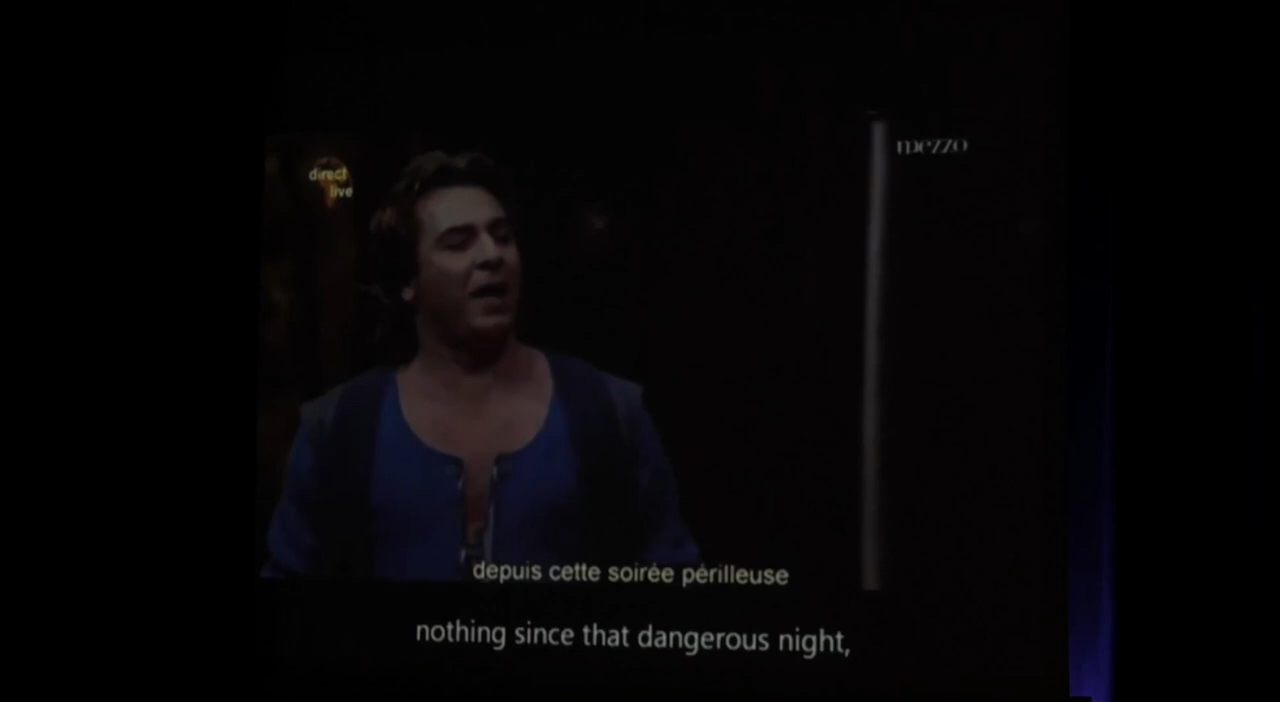 direct
live
mezzo
depuis cette soirée périlleuse
nothing since that dangerous night,